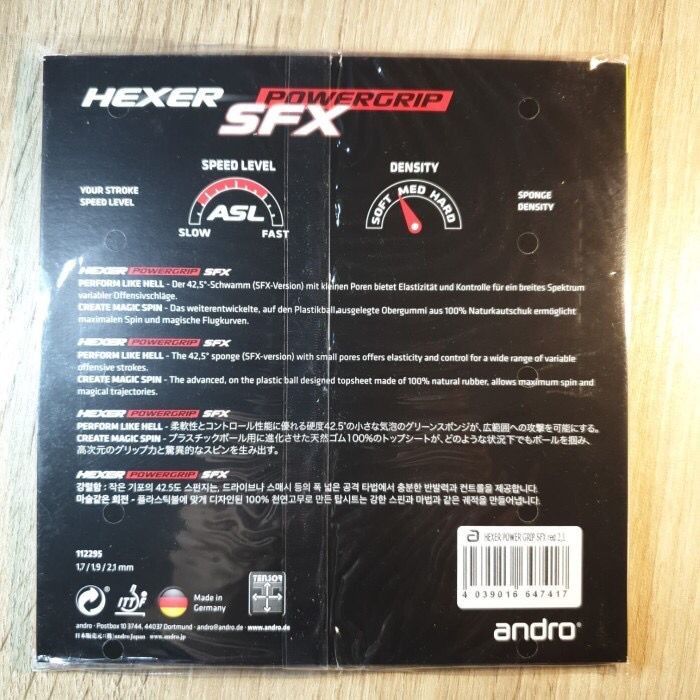 HEXER POWERGRIP
SFX
SPEED LEVEL
DENSITY
YOUR STROKE
SPEED LEVEL
ASL
SLOW FAST
SOFT MED HARD
SPONGE
DENSITY
HEXER POWERGRIP SFX
PERFORM LIKE HELL - Der 42,5°-Schwamm (SFX-Version) mit kleinen Poren bietet Elastizität und Kontrolle für ein breites Spektrum
variabler Offensivschläge.
CREATE MAGIC SPIN - Das weiterentwickelte, auf den Plastikball ausgelegte Obergummi aus 100% Naturkautschuk ermöglicht
maximalen Spin und magische Flugkurven.
HEXER POWERGRIP SFX
PERFORM LIKE HELL - The 42,5° sponge (SFX-version) with small pores offers elasticity and control for a wide range of variable
offensive strokes.
CREATE MAGIC SPIN - The advanced, on the plastic ball designed topsheet made of 100% natural rubber, allows maximum spin and
magical trajectories.
HEXER POWERGRIP SFX
PERFORM LIKE HELL - 柔軟性とコントロール性能に優れる硬度42.5°の小さな気泡のグリーンスポンジが、広範囲への攻撃を可能にする。
CREATE MAGIC SPIN - プラスチックボール用に進化させた天然ゴム100%のトップシートが、どのような状況下でもボールを掴み、
高次元のグリップ力と驚異的なスピンを生み出す。
HEXER POWERGRIP SFX
강렬함 : 작은 기포의 42.5도 스펀지는, 드라이브나 스매시 등의 폭 넓은 공격 타법에서 충분한 반발력과 컨트롤을 제공합니다.
마술같은 회전 - 플라스틱볼에 맞게 디자인된 100% 천연고무로 만든 탑시트는 강한 스핀과 마법과 같은 궤적을 만들어냅니다.
112295
1.7 / 1.9 / 2.1 mm
ITTF
Made in
Germany
TENSOR
andro · Postbox 10 12 44, 44037 Dortmund · andro@andro.de · www.andro.de
日本販売元:(株)andro Japan www.andro.jp
a HEXER POWER GRIP SFX red 2,1
4 039016 647417
andro®